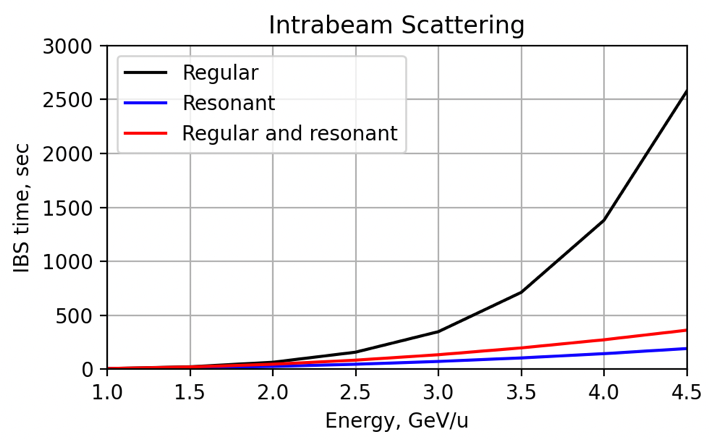 Intrabeam Scattering
3000
2500
2000
1500
1000
500
0
IBS time, sec
Regular
Resonant
Regular and resonant
1.0 1.5 2.0 2.5 3.0 3.5 4.0 4.5
Energy, GeV/u